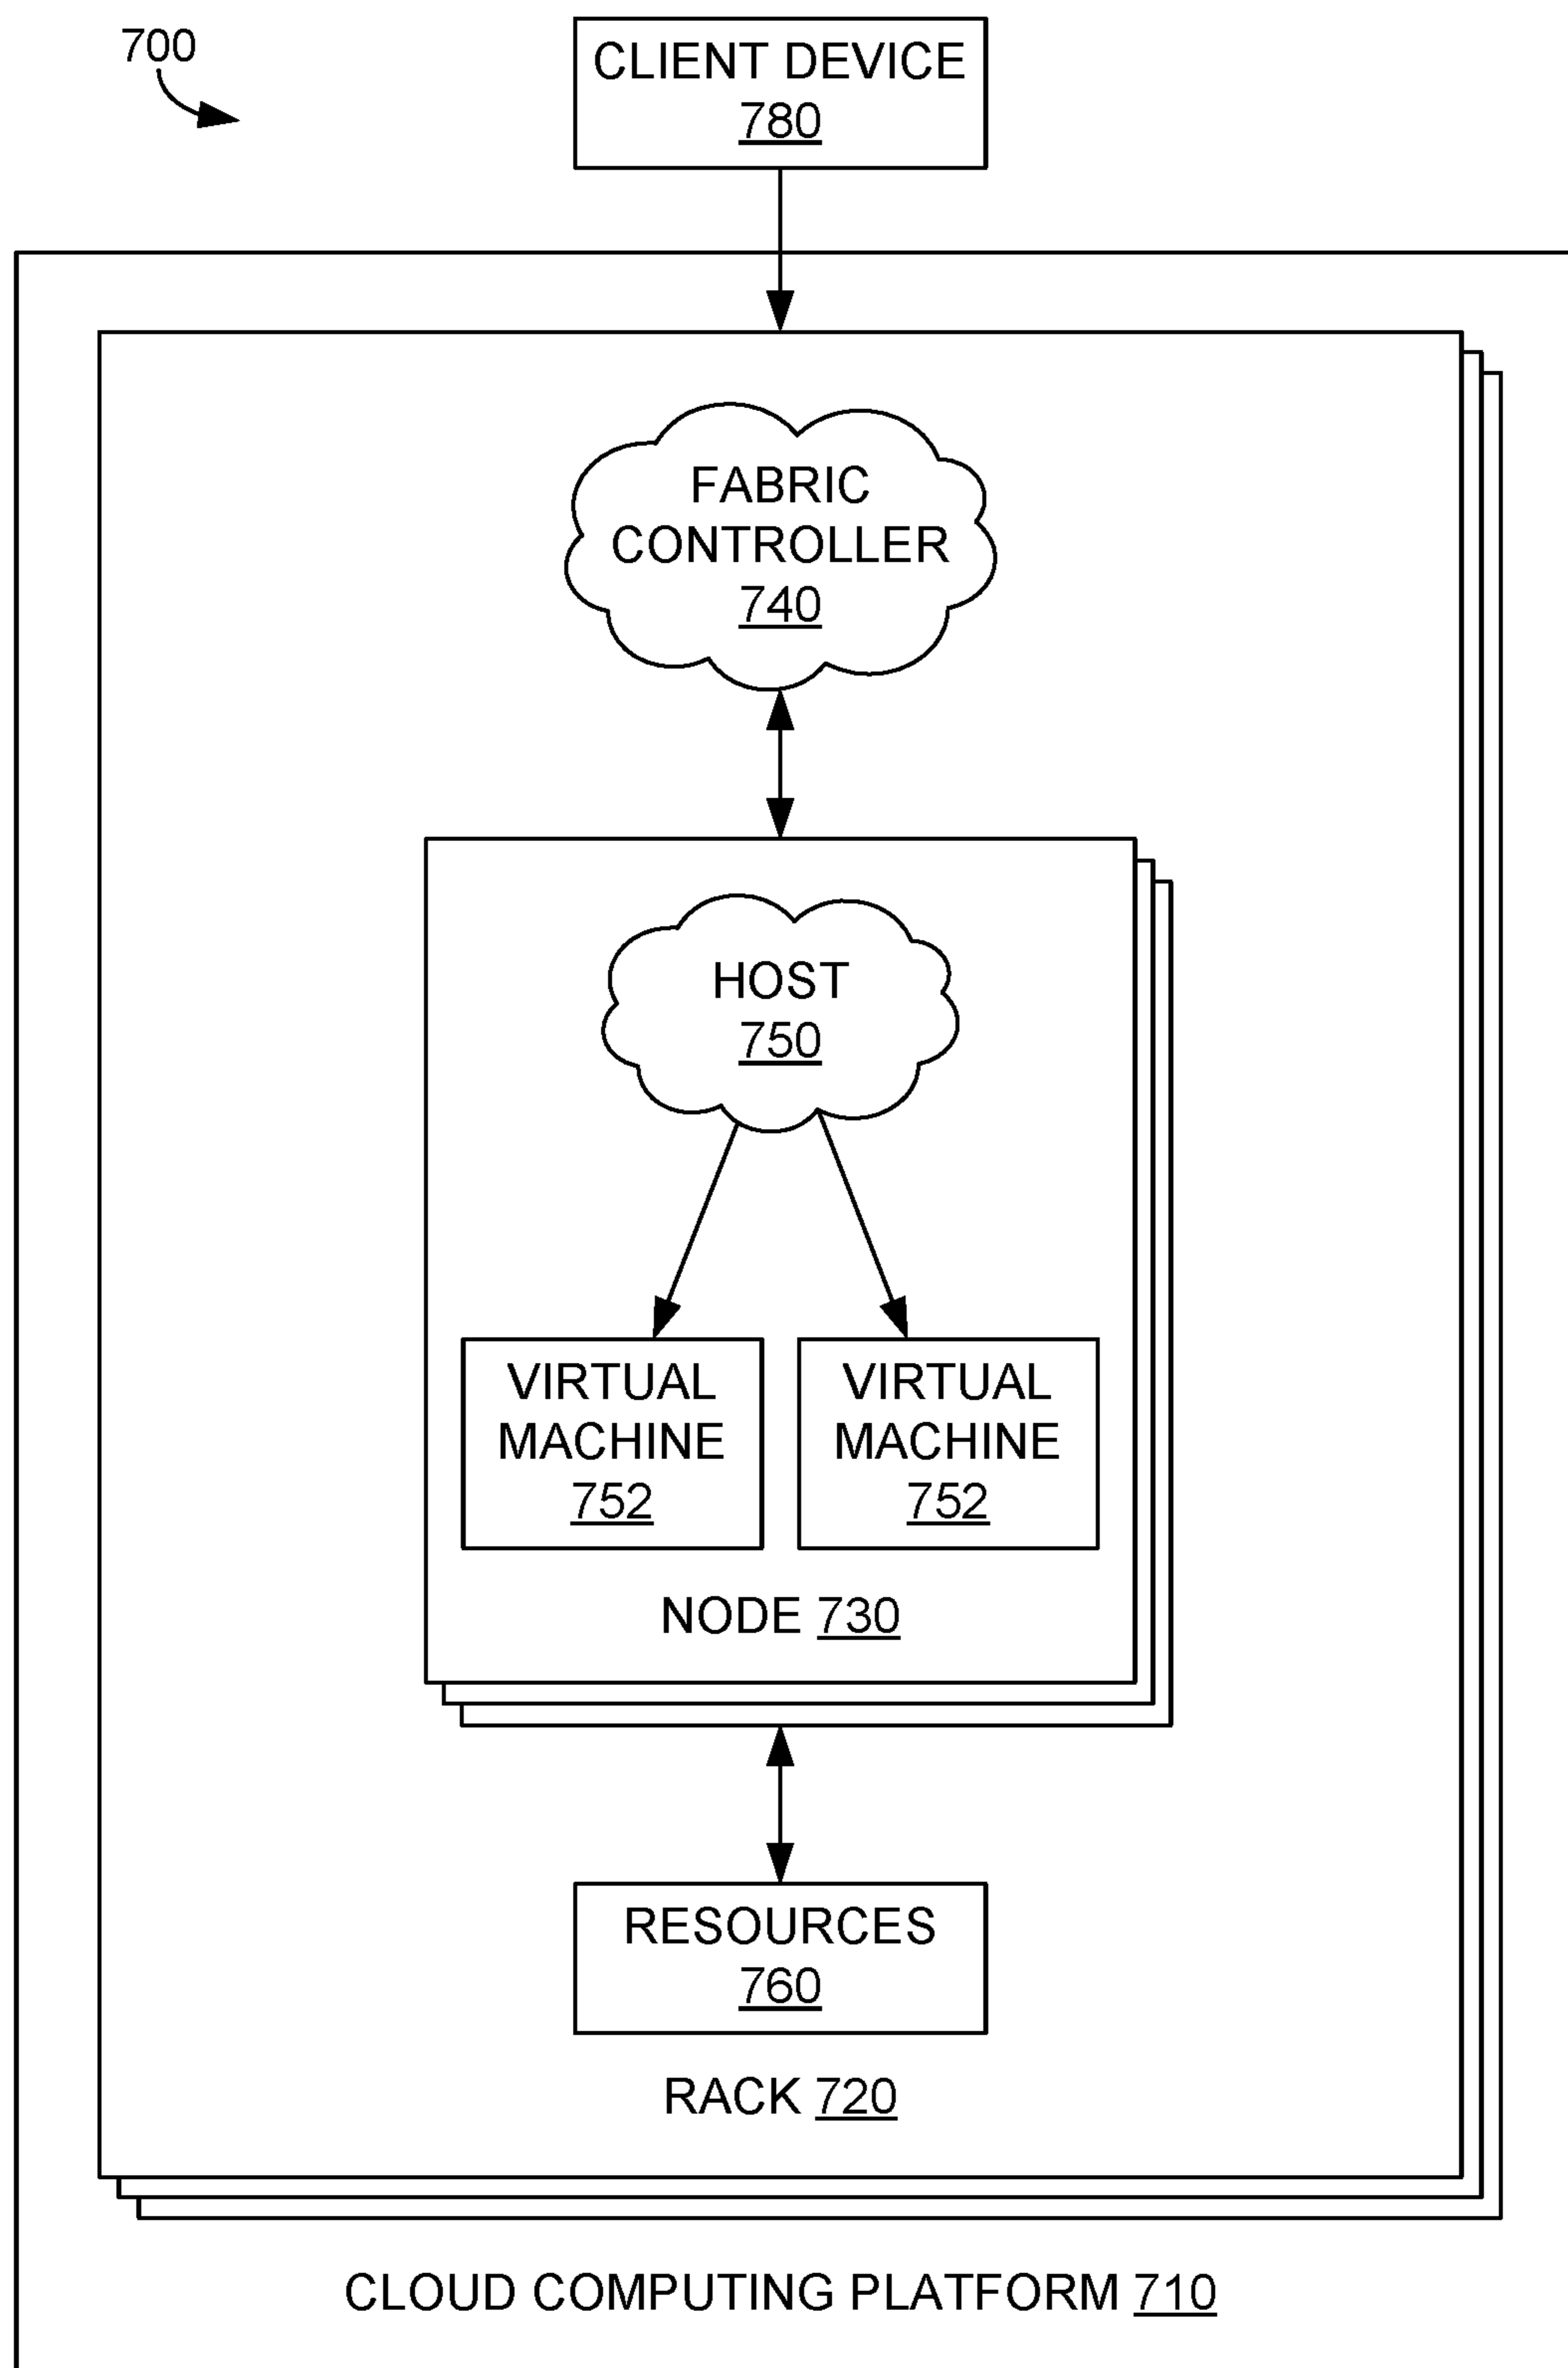 700
CLIENT DEVICE
780
FABRIC
CONTROLLER
740
HOST
750
VIRTUAL
MACHINE
752
VIRTUAL
MACHINE
752
NODE 730
RESOURCES
760
RACK 720
CLOUD COMPUTING PLATFORM 710